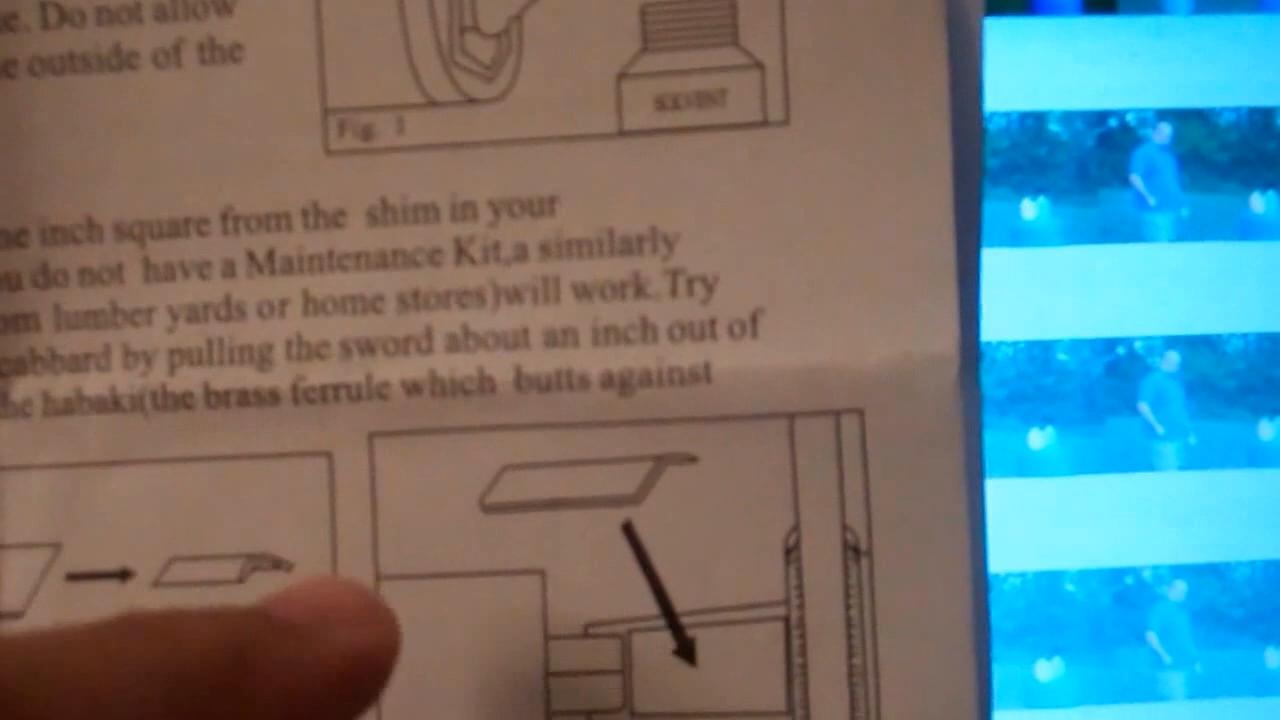 e. Do not allow
e outside of the
SOLVENT
Fig. 1
ne inch square from the shim in your
u do not have a Maintenance Kit,a similarly
om lumber yards or home stores)will work.Try
cabbard by pulling the sword about an inch out of
he habaki(the brass ferrule which butts against